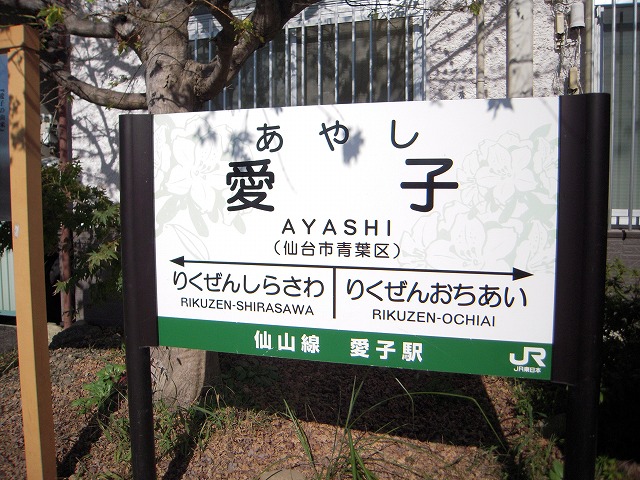 あやし
愛子
AYASHI
(仙台市青葉区)
りくぜんしらさわ りくぜんおちあい
RIKUZEN-SHIRASAWA RIKUZEN-OCHIAI
仙山線 愛子駅
JR
JR東日本